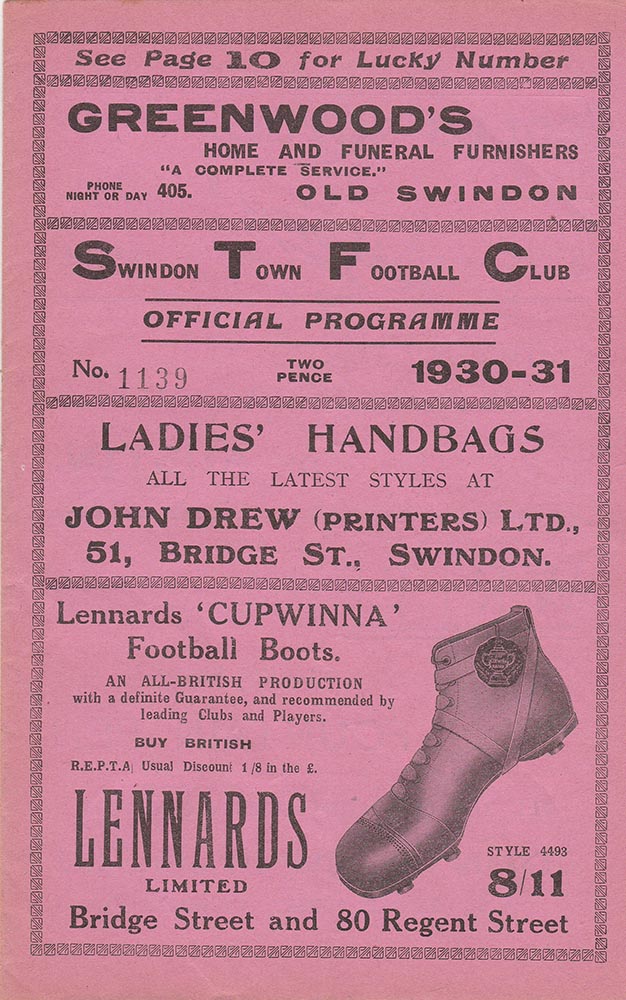 See Page 10 for Lucky Number
GREENWOOD'S
HOME AND FUNERAL FURNISHERS
"A COMPLETE SERVICE."
PHONE
NIGHT OR DAY 405.
OLD SWINDON
SWINDON TOWN FOOTBALL CLUB
OFFICIAL PROGRAMME
No. 1139
TWO
PENCE
1930-31
LADIES' HANDBAGS
ALL THE LATEST STYLES AT
JOHN DREW (PRINTERS) LTD.,
51, BRIDGE ST., SWINDON.
Lennards 'CUPWINNA'
Football Boots.
AN ALL-BRITISH PRODUCTION
with a definite Guarantee, and recommended by
leading Clubs and Players.
BUY BRITISH
R.E.P.T.A. Usual Discount 1/8 in the £.
LENNARDS
LIMITED
STYLE 4493
8/11
Bridge Street and 80 Regent Street